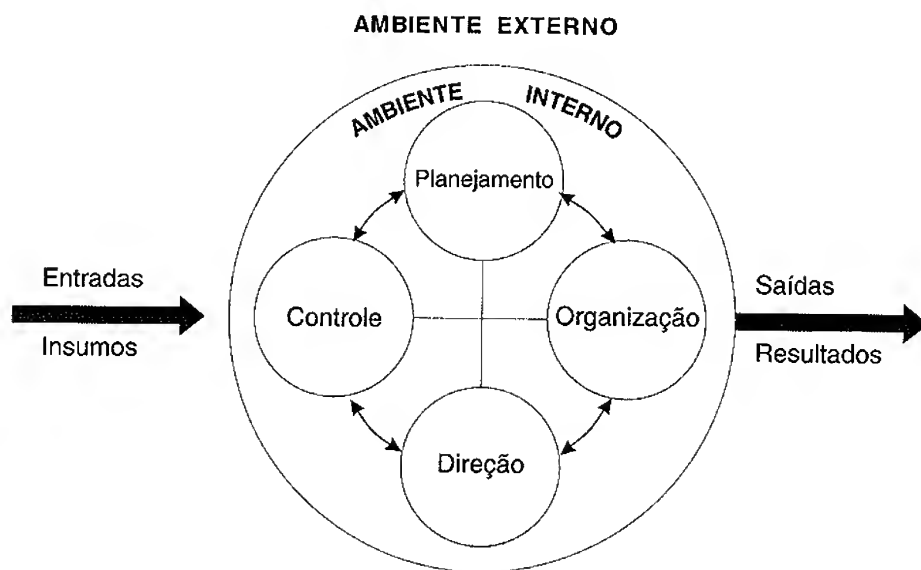 AMBIENTE EXTERNO
AMBIENTE INTERNO
Planejamento
Entradas
Insumos
Controle
Organização
Saídas
Resultados
Direção